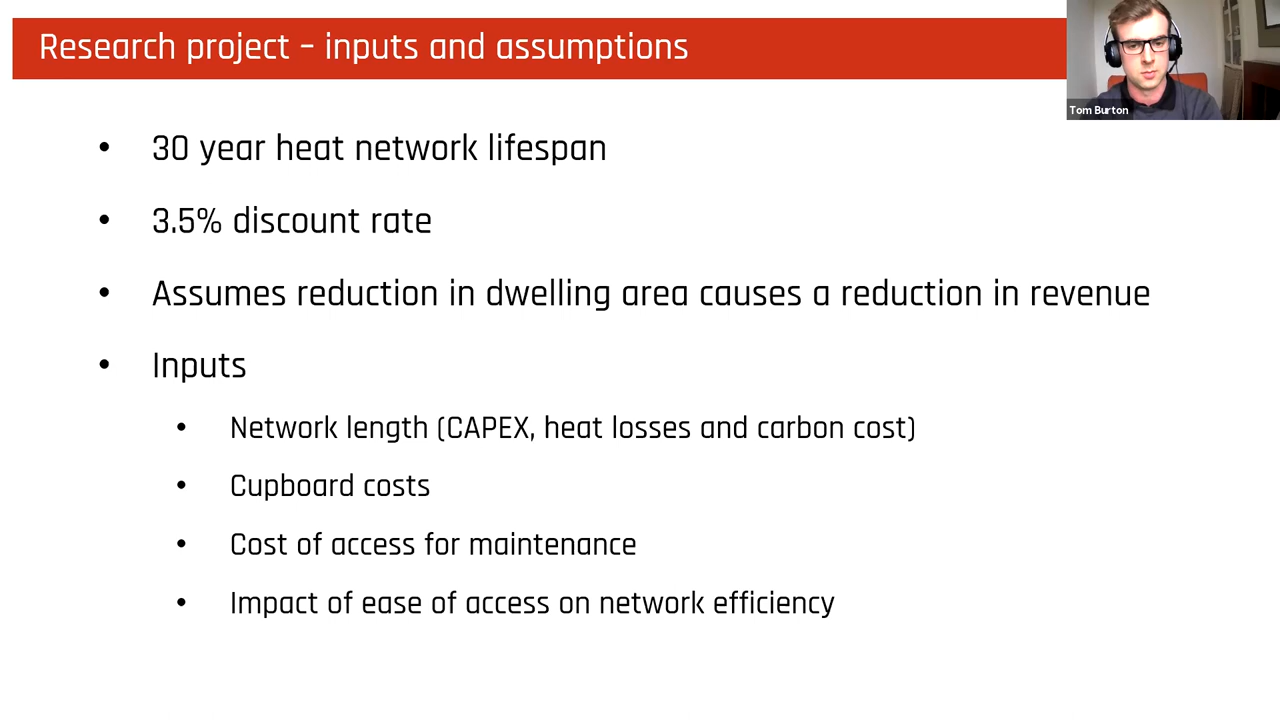 Research project – inputs and assumptions
Tom Burton
• 30 year heat network lifespan
• 3.5% discount rate
• Assumes reduction in dwelling area causes a reduction in revenue
• Inputs
• Network length (CAPEX, heat losses and carbon cost)
• Cupboard costs
• Cost of access for maintenance
• Impact of ease of access on network efficiency